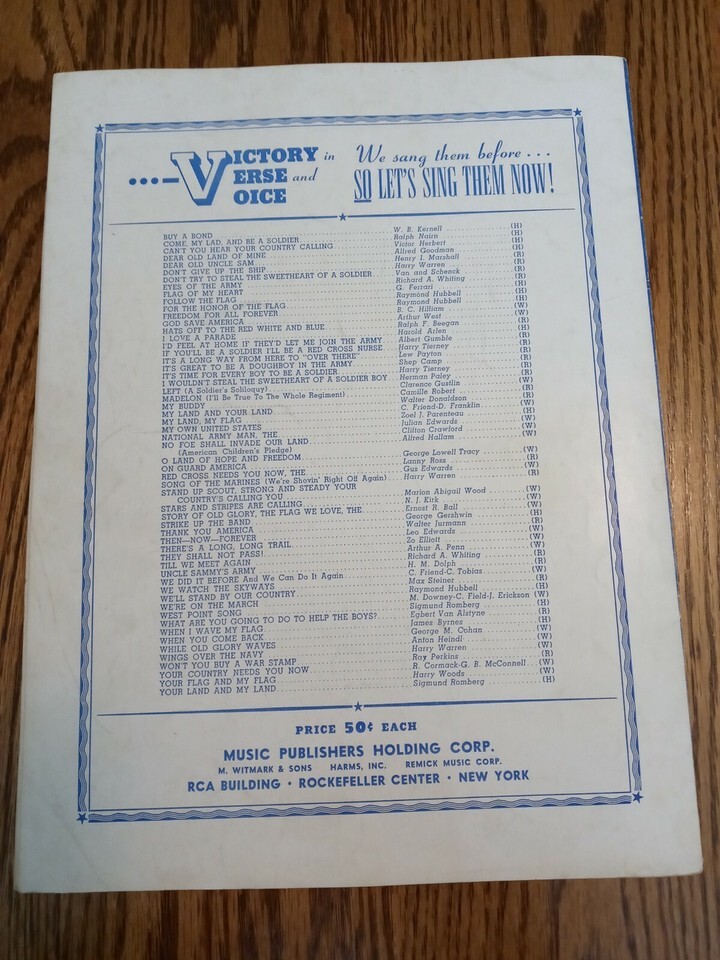 VICTORY in
VERSE and
VOICE
We sang them before ...
SO LET'S SING THEM NOW!
BUY A BOND W. B. Kernell (H)
COME, MY LAD, AND BE A SOLDIER Ralph Nairn (H)
CAN'T YOU HEAR YOUR COUNTRY CALLING Victor Herbert (H)
DEAR OLD LAND OF MINE Alfred Goodman (H)
DEAR OLD UNCLE SAM Henry I. Marshall (R)
DON'T GIVE UP THE SHIP Harry Warren (R)
DON'T TRY TO STEAL THE SWEETHEART OF A SOLDIER Van and Schenck (R)
EYES OF THE ARMY Richard A. Whiting (R)
FLAG OF MY HEART G. Ferrari (H)
FOLLOW THE FLAG Raymond Hubbell (H)
FOR THE HONOR OF THE FLAG Raymond Hubbell (H)
FREEDOM FOR ALL FOREVER B. C. Hilliam (W)
GOD SAVE AMERICA Arthur West (W)
HATS OFF TO THE RED WHITE AND BLUE Ralph F. Beegan (R)
I LOVE A PARADE Harold Arlen (H)
I'D FEEL AT HOME IF THEY'D LET ME JOIN THE ARMY Albert Gumble (R)
IF YOU'LL BE A SOLDIER I'LL BE A RED CROSS NURSE Harry Tierney (R)
IT'S A LONG WAY FROM HERE TO "OVER THERE" Lew Payton (R)
IT'S GREAT TO BE A DOUGHBOY IN THE ARMY Shep Camp (R)
IT'S TIME FOR EVERY BOY TO BE A SOLDIER Harry Tierney (R)
I WOULDN'T STEAL THE SWEETHEART OF A SOLDIER BOY Herman Paley (R)
LEFT (A Soldier's Soliloquy) Clarence Gustlin (W)
MADELON (I'll Be True To The Whole Regiment) Camille Robert (R)
MY BUDDY Walter Donaldson (R)
MY LAND AND YOUR LAND C. Friend-D. Franklin (W)
MY LAND, MY FLAG Zoel J. Parenteau (H)
MY OWN UNITED STATES Julian Edwards (W)
NATIONAL ARMY MAN, THE Clifton Crawford (W)
NO FOE SHALL INVADE OUR LAND Alfred Hallam (W)
(American Children's Pledge)
O LAND OF HOPE AND FREEDOM George Lowell Tracy (W)
ON GUARD AMERICA Lanny Ross (R)
RED CROSS NEEDS YOU NOW, THE Gus Edwards (W)
SONG OF THE MARINES (We're Shovin' Right Off Again) Harry Warren (R)
STAND UP SCOUT, STRONG AND STEADY YOUR
COUNTRY'S CALLING YOU Marion Abigail Wood (W)
STARS AND STRIPES ARE CALLING N. J. Kirk (W)
STORY OF OLD GLORY, THE FLAG WE LOVE, THE Ernest R. Ball (W)
STRIKE UP THE BAND George Gershwin (H)
THANK YOU AMERICA Walter Jurmann (R)
THEN—NOW—FOREVER Leo Edwards (W)
THERE'S A LONG, LONG TRAIL Zo Elliott (W)
THEY SHALL NOT PASS! Arthur A. Penn (W)
TILL WE MEET AGAIN Richard A. Whiting (R)
UNCLE SAMMY'S ARMY H. M. Dolph (W)
WE DID IT BEFORE And We Can Do It Again C. Friend-C. Tobias (W)
WE WATCH THE SKYWAYS Max Steiner (R)
WE'LL STAND BY OUR COUNTRY Raymond Hubbell (H)
WE'RE ON THE MARCH M. Downey-C. Field-J. Erickson (W)
WEST POINT SONG Sigmund Romberg (H)
WHAT ARE YOU GOING TO DO TO HELP THE BOYS? Egbert Van Alstyne (R)
WHEN I WAVE MY FLAG James Byrnes (H)
WHEN YOU COME BACK George M. Cohan (W)
WHILE OLD GLORY WAVES Anton Heindl (W)
WINGS OVER THE NAVY Harry Warren (W)
WON'T YOU BUY A WAR STAMP Ray Perkins (R)
YOUR COUNTRY NEEDS YOU NOW R. Cormack-G. B. McConnell (W)
YOUR FLAG AND MY FLAG Harry Woods (W)
YOUR LAND AND MY LAND Sigmund Romberg (H)
PRICE 50¢ EACH
MUSIC PUBLISHERS HOLDING CORP.
M. WITMARK & SONS HARMS, INC. REMICK MUSIC CORP.
RCA BUILDING • ROCKEFELLER CENTER • NEW YORK